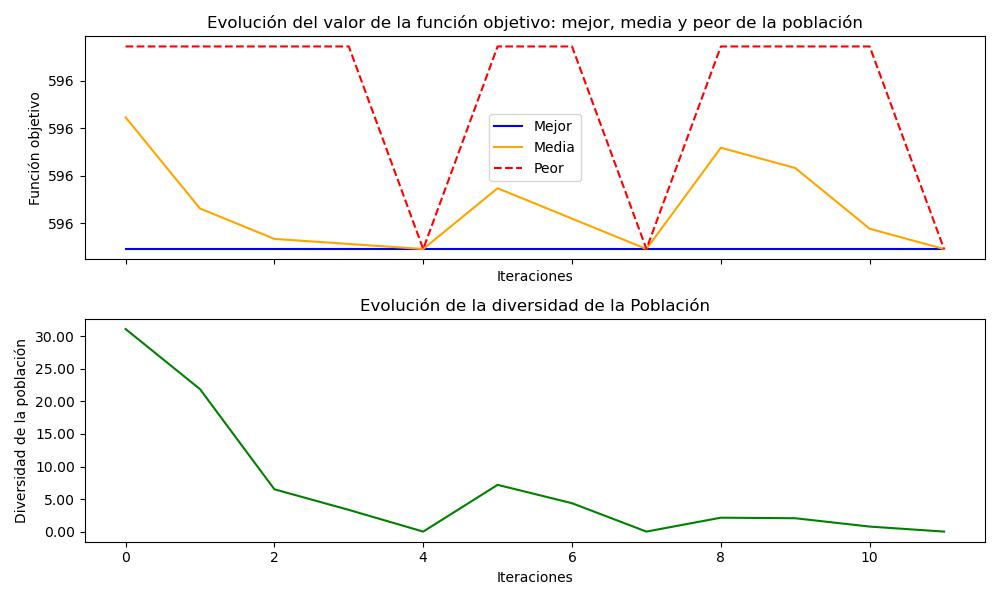 Evolución del valor de la función objetivo: mejor, media y peor de la población
Función objetivo
596
596
596
596
Mejor
Media
Peor
Iteraciones
Evolución de la diversidad de la Población
Diversidad de la población
30.00
25.00
20.00
15.00
10.00
5.00
0.00
0 2 4 6 8 10
Iteraciones